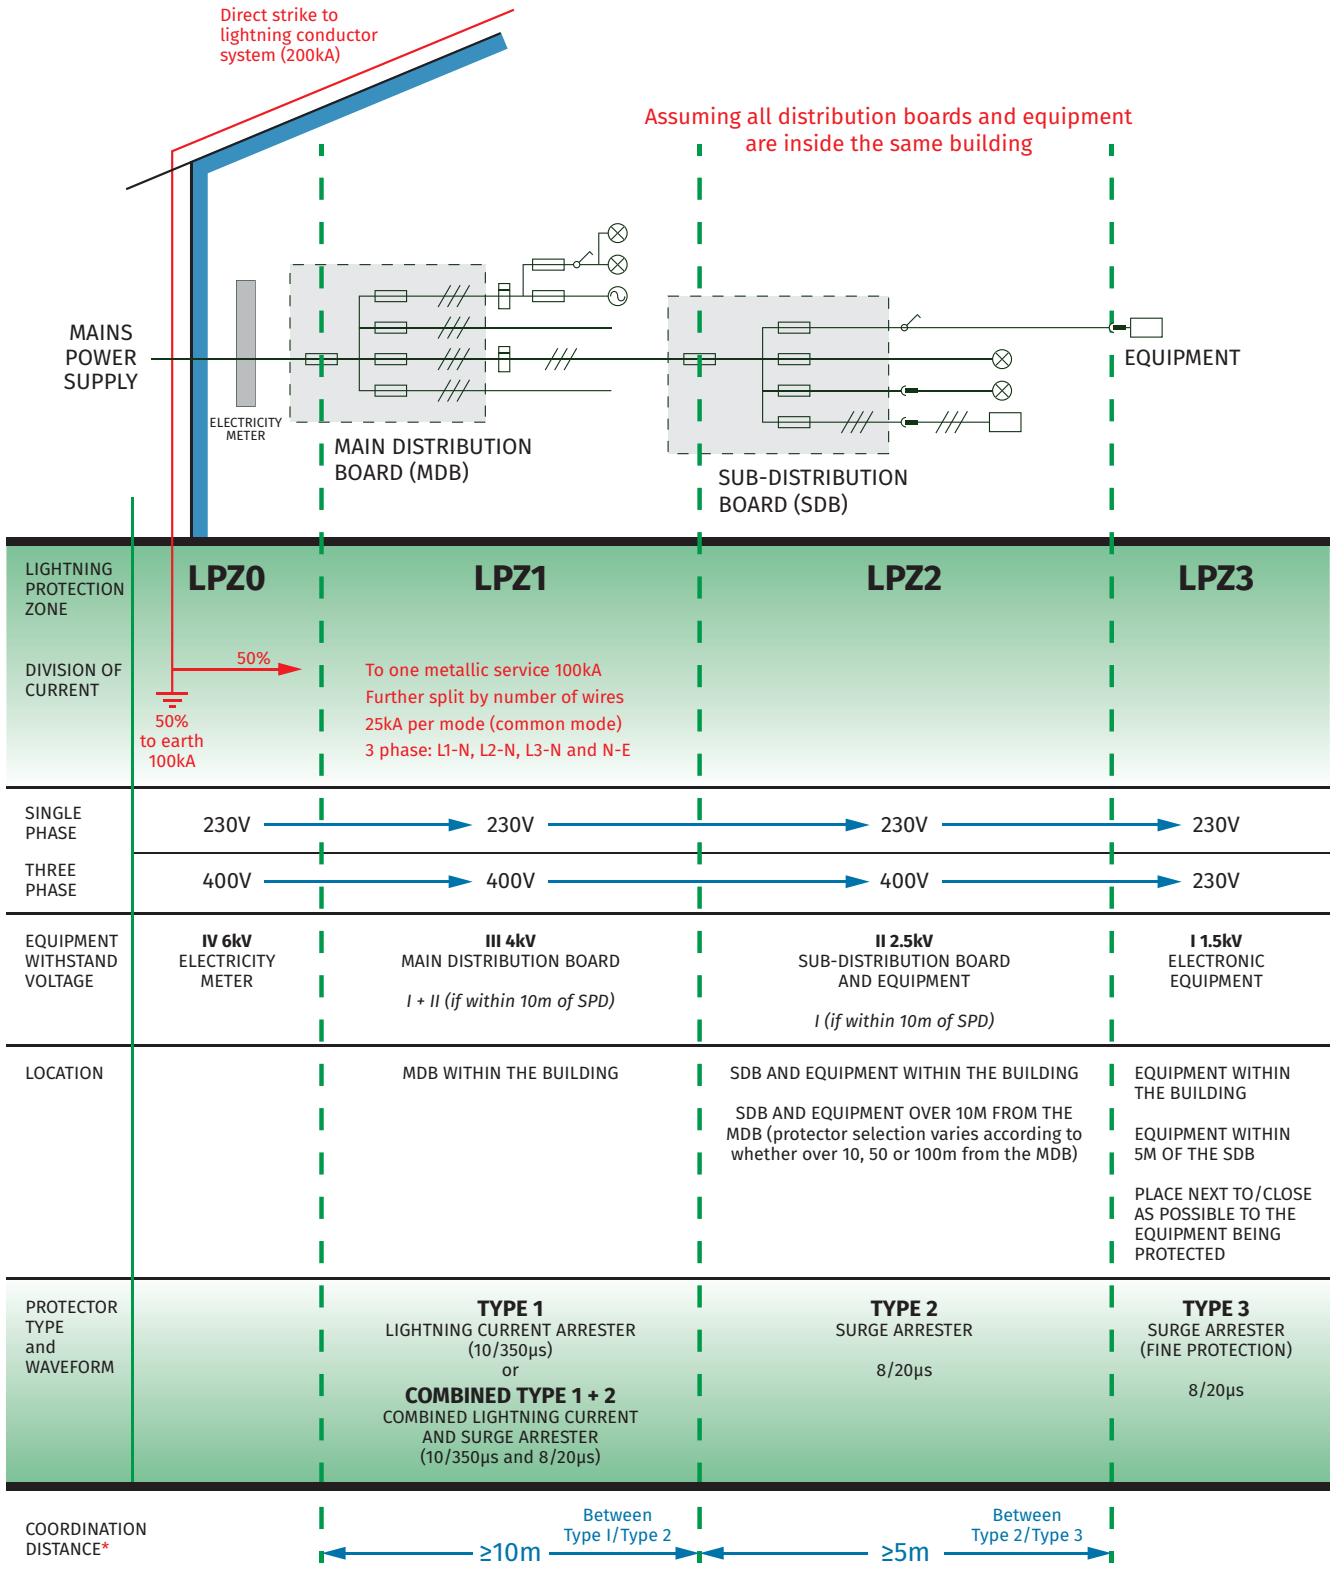 Direct strike to
lightning conductor
system (200kA)
Assuming all distribution boards and equipment
are inside the same building
MAINS
POWER
SUPPLY
ELECTRICITY
METER
MAIN DISTRIBUTION
BOARD (MDB)
SUB-DISTRIBUTION
BOARD (SDB)
EQUIPMENT
LIGHTNING
PROTECTION
ZONE
LPZ0
LPZ1
LPZ2
LPZ3
DIVISION OF
CURRENT
50%
50%
to earth
100kA
To one metallic service 100kA
Further split by number of wires
25kA per mode (common mode)
3 phase: L1-N, L2-N, L3-N and N-E
SINGLE
PHASE
230V
230V
230V
230V
THREE
PHASE
400V
400V
400V
230V
EQUIPMENT
WITHSTAND
VOLTAGE
IV 6kV
ELECTRICITY
METER
III 4kV
MAIN DISTRIBUTION BOARD
I + II (if within 10m of SPD)
II 2.5kV
SUB-DISTRIBUTION BOARD
AND EQUIPMENT
I (if within 10m of SPD)
I 1.5kV
ELECTRONIC
EQUIPMENT
LOCATION
MDB WITHIN THE BUILDING
SDB AND EQUIPMENT WITHIN THE BUILDING
SDB AND EQUIPMENT OVER 10M FROM THE
MDB (protector selection varies according to
whether over 10, 50 or 100m from the MDB)
EQUIPMENT WITHIN
THE BUILDING
EQUIPMENT WITHIN
5M OF THE SDB
PLACE NEXT TO/CLOSE
AS POSSIBLE TO THE
EQUIPMENT BEING
PROTECTED
PROTECTOR
TYPE
and
WAVEFORM
TYPE 1
LIGHTNING CURRENT ARRESTER
(10/350µs)
or
COMBINED TYPE 1 + 2
COMBINED LIGHTNING CURRENT
AND SURGE ARRESTER
(10/350µs and 8/20µs)
TYPE 2
SURGE ARRESTER
8/20µs
TYPE 3
SURGE ARRESTER
(FINE PROTECTION)
8/20µs
COORDINATION
DISTANCE*
≥10m
Between
Type I/Type 2
≥5m
Between
Type 2/Type 3